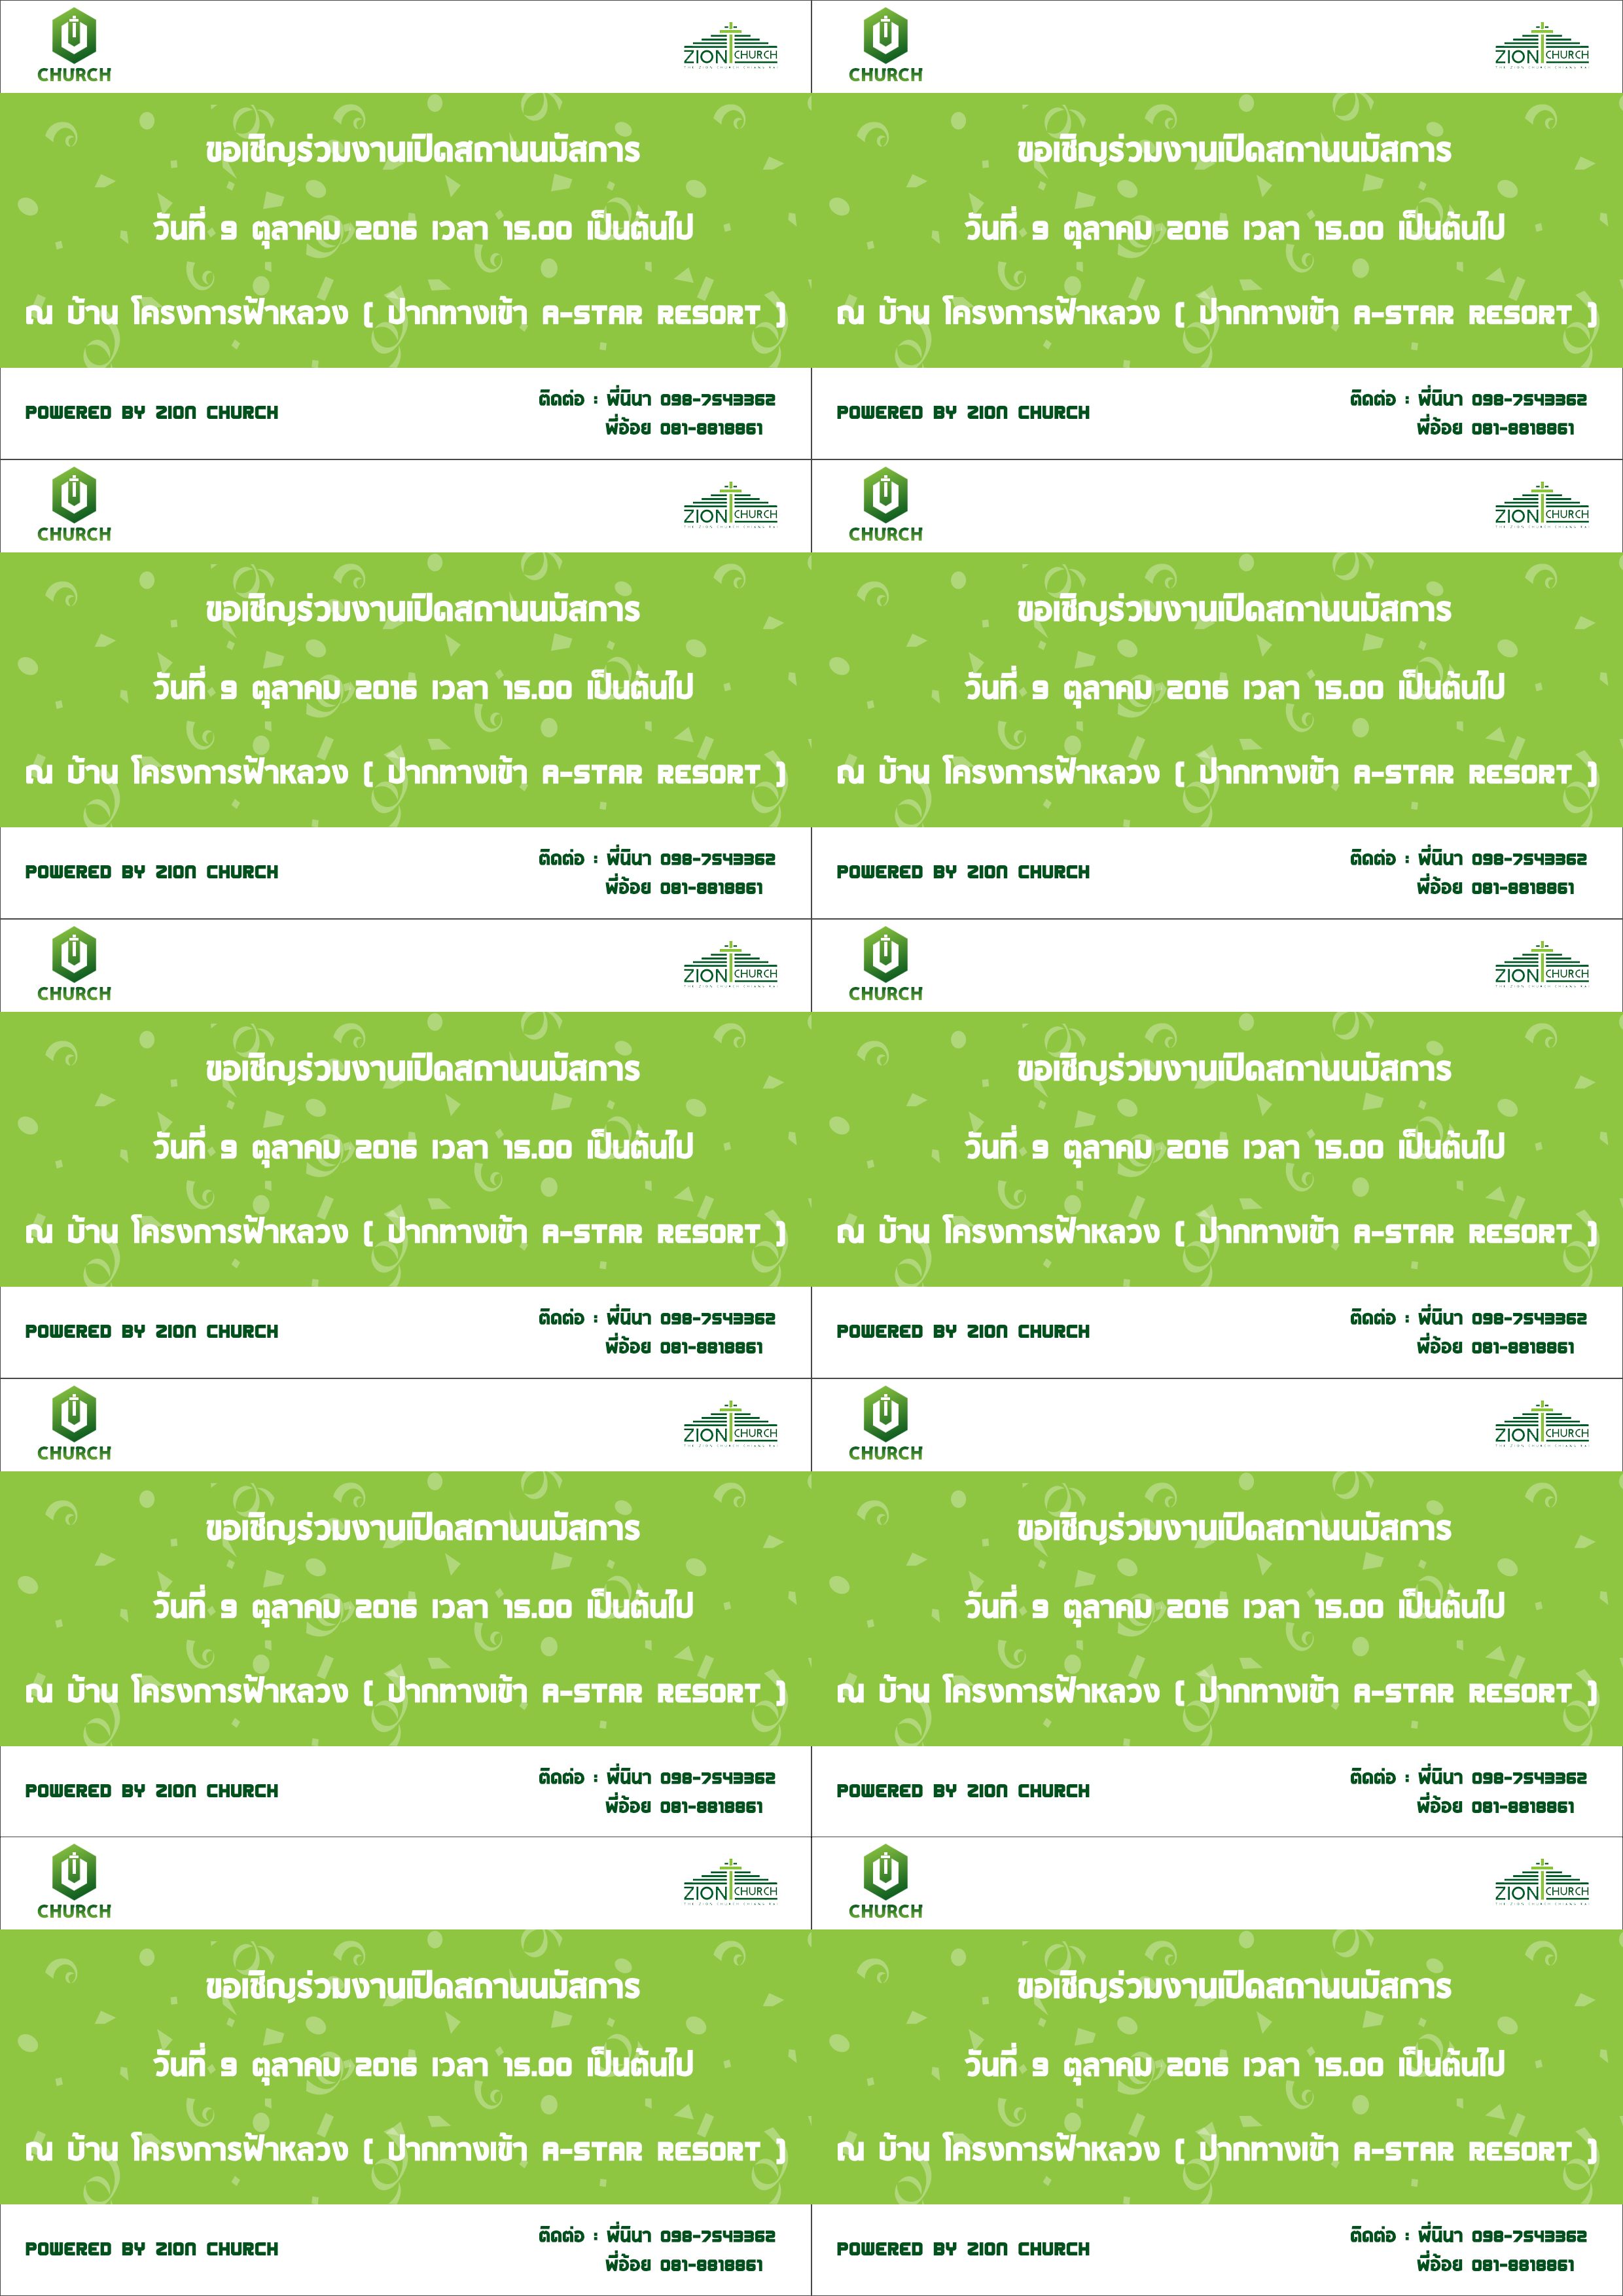 CHURCH
ZION CHURCH
THE ZION CHURCH CHIANG RAI
ขอเชิญร่วมงานเปิดสถานนมัสการ
วันที่ 9 ตุลาคม 2016 เวลา 15.00 เป็นต้นไป
ณ บ้าน โครงการฟ้าหลวง ( ปากทางเข้า A-STAR RESORT )
POWERED BY ZION CHURCH
ติดต่อ : พี่นินา 098-7543362
พี่อ้อย 081-8818861
CHURCH
ZION CHURCH
THE ZION CHURCH CHIANG RAI
ขอเชิญร่วมงานเปิดสถานนมัสการ
วันที่ 9 ตุลาคม 2016 เวลา 15.00 เป็นต้นไป
ณ บ้าน โครงการฟ้าหลวง ( ปากทางเข้า A-STAR RESORT )
POWERED BY ZION CHURCH
ติดต่อ : พี่นินา 098-7543362
พี่อ้อย 081-8818861
CHURCH
ZION CHURCH
THE ZION CHURCH CHIANG RAI
ขอเชิญร่วมงานเปิดสถานนมัสการ
วันที่ 9 ตุลาคม 2016 เวลา 15.00 เป็นต้นไป
ณ บ้าน โครงการฟ้าหลวง ( ปากทางเข้า A-STAR RESORT )
POWERED BY ZION CHURCH
ติดต่อ : พี่นินา 098-7543362
พี่อ้อย 081-8818861
CHURCH
ZION CHURCH
THE ZION CHURCH CHIANG RAI
ขอเชิญร่วมงานเปิดสถานนมัสการ
วันที่ 9 ตุลาคม 2016 เวลา 15.00 เป็นต้นไป
ณ บ้าน โครงการฟ้าหลวง ( ปากทางเข้า A-STAR RESORT )
POWERED BY ZION CHURCH
ติดต่อ : พี่นินา 098-7543362
พี่อ้อย 081-8818861
CHURCH
ZION CHURCH
THE ZION CHURCH CHIANG RAI
ขอเชิญร่วมงานเปิดสถานนมัสการ
วันที่ 9 ตุลาคม 2016 เวลา 15.00 เป็นต้นไป
ณ บ้าน โครงการฟ้าหลวง ( ปากทางเข้า A-STAR RESORT )
POWERED BY ZION CHURCH
ติดต่อ : พี่นินา 098-7543362
พี่อ้อย 081-8818861
CHURCH
ZION CHURCH
THE ZION CHURCH CHIANG RAI
ขอเชิญร่วมงานเปิดสถานนมัสการ
วันที่ 9 ตุลาคม 2016 เวลา 15.00 เป็นต้นไป
ณ บ้าน โครงการฟ้าหลวง ( ปากทางเข้า A-STAR RESORT )
POWERED BY ZION CHURCH
ติดต่อ : พี่นินา 098-7543362
พี่อ้อย 081-8818861
CHURCH
ZION CHURCH
THE ZION CHURCH CHIANG RAI
ขอเชิญร่วมงานเปิดสถานนมัสการ
วันที่ 9 ตุลาคม 2016 เวลา 15.00 เป็นต้นไป
ณ บ้าน โครงการฟ้าหลวง ( ปากทางเข้า A-STAR RESORT )
POWERED BY ZION CHURCH
ติดต่อ : พี่นินา 098-7543362
พี่อ้อย 081-8818861
CHURCH
ZION CHURCH
THE ZION CHURCH CHIANG RAI
ขอเชิญร่วมงานเปิดสถานนมัสการ
วันที่ 9 ตุลาคม 2016 เวลา 15.00 เป็นต้นไป
ณ บ้าน โครงการฟ้าหลวง ( ปากทางเข้า A-STAR RESORT )
POWERED BY ZION CHURCH
ติดต่อ : พี่นินา 098-7543362
พี่อ้อย 081-8818861
CHURCH
ZION CHURCH
THE ZION CHURCH CHIANG RAI
ขอเชิญร่วมงานเปิดสถานนมัสการ
วันที่ 9 ตุลาคม 2016 เวลา 15.00 เป็นต้นไป
ณ บ้าน โครงการฟ้าหลวง ( ปากทางเข้า A-STAR RESORT )
POWERED BY ZION CHURCH
ติดต่อ : พี่นินา 098-7543362
พี่อ้อย 081-8818861
CHURCH
ZION CHURCH
THE ZION CHURCH CHIANG RAI
ขอเชิญร่วมงานเปิดสถานนมัสการ
วันที่ 9 ตุลาคม 2016 เวลา 15.00 เป็นต้นไป
ณ บ้าน โครงการฟ้าหลวง ( ปากทางเข้า A-STAR RESORT )
POWERED BY ZION CHURCH
ติดต่อ : พี่นินา 098-7543362
พี่อ้อย 081-8818861